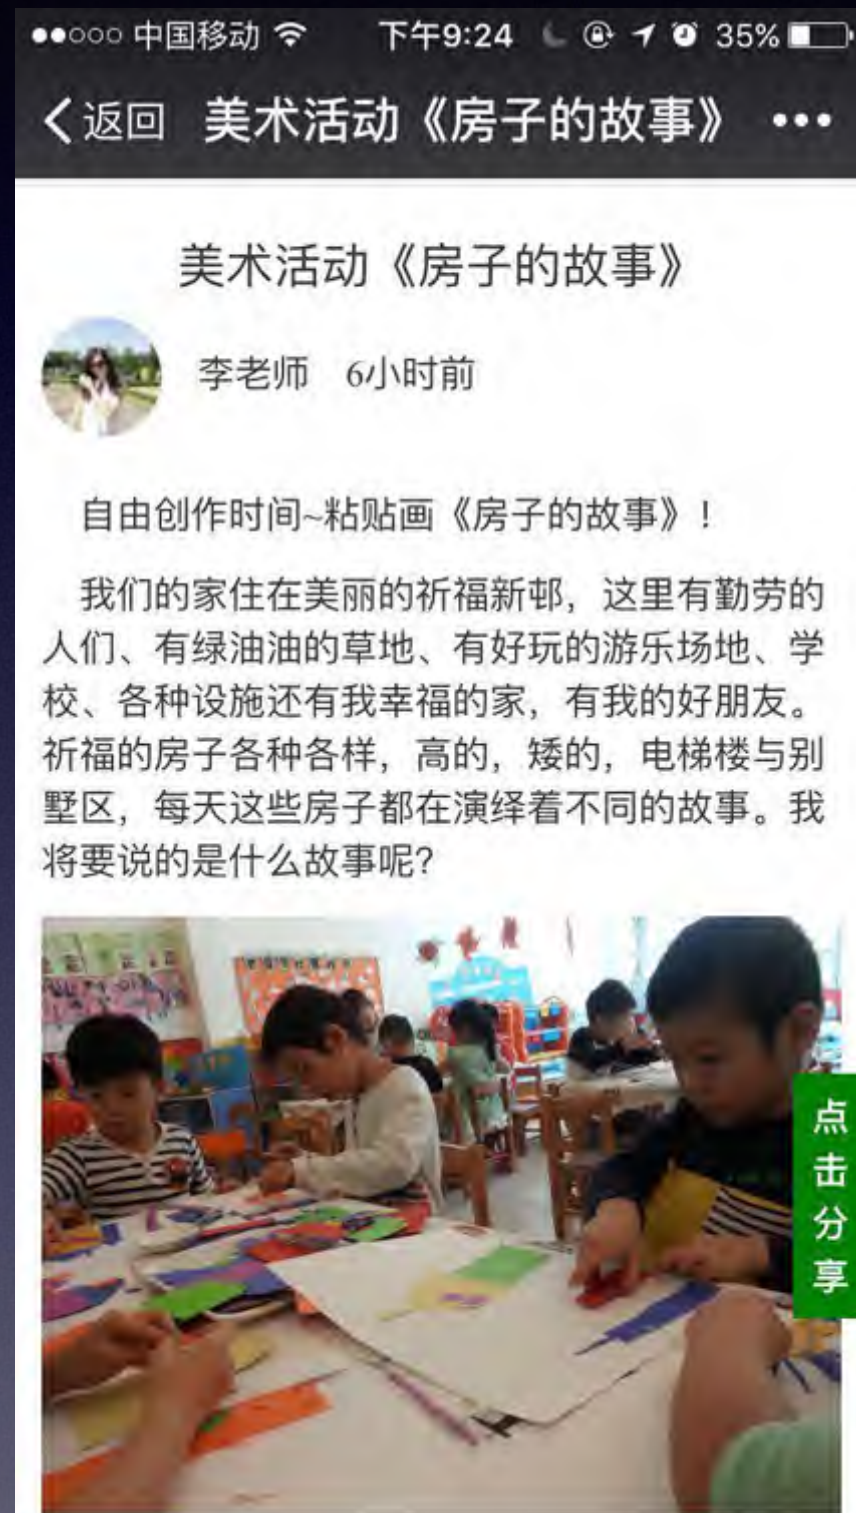 中国移动 下午9:24 35%
返回 美术活动《房子的故事》
美术活动《房子的故事》
李老师 6小时前
自由创作时间~粘贴画《房子的故事》！
我们的家住在美丽的祈福新邨，这里有勤劳的
人们、有绿油油的草地、有好玩的游乐场地、学
校、各种设施还有我幸福的家，有我的好朋友。
祈福的房子各种各样，高的，矮的，电梯楼与别
墅区，每天这些房子都在演绎着不同的故事。我
将要说的是什么故事呢？
点击分享